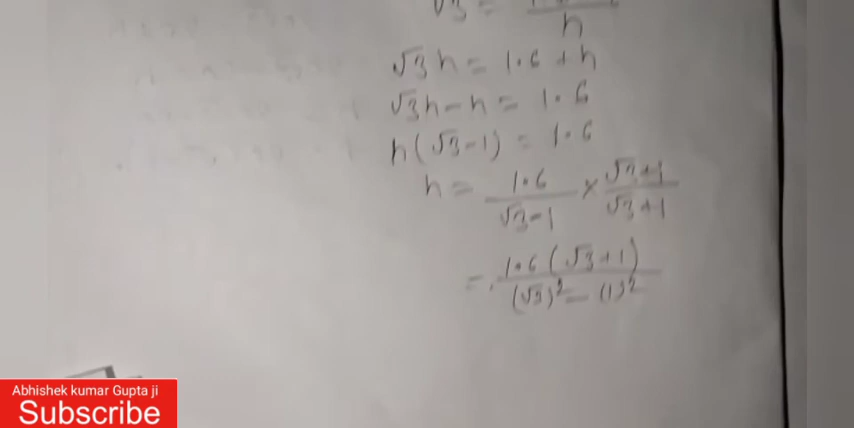 √3 =
h
√3h = 1.6 + h
√3h - h = 1.6
h(√3-1) = 1.6
h = 1.6/√3-1 × √3+1/√3+1
= 1.6(√3+1)/(√3)² - (1)²
Abhishek kumar Gupta ji
Subscribe